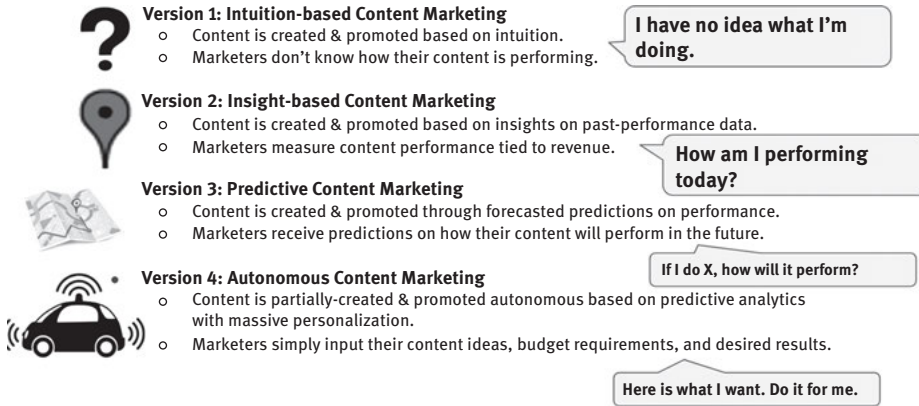 Version 1: Intuition-based Content Marketing
o Content is created & promoted based on intuition.
o Marketers don't know how their content is performing.
I have no idea what I'm
doing.
Version 2: Insight-based Content Marketing
o Content is created & promoted based on insights on past-performance data.
o Marketers measure content performance tied to revenue.
How am I performing
today?
Version 3: Predictive Content Marketing
o Content is created & promoted through forecasted predictions on performance.
o Marketers receive predictions on how their content will perform in the future.
If I do X, how will it perform?
Version 4: Autonomous Content Marketing
o Content is partially-created & promoted autonomous based on predictive analytics
with massive personalization.
o Marketers simply input their content ideas, budget requirements, and desired results.
Here is what I want. Do it for me.